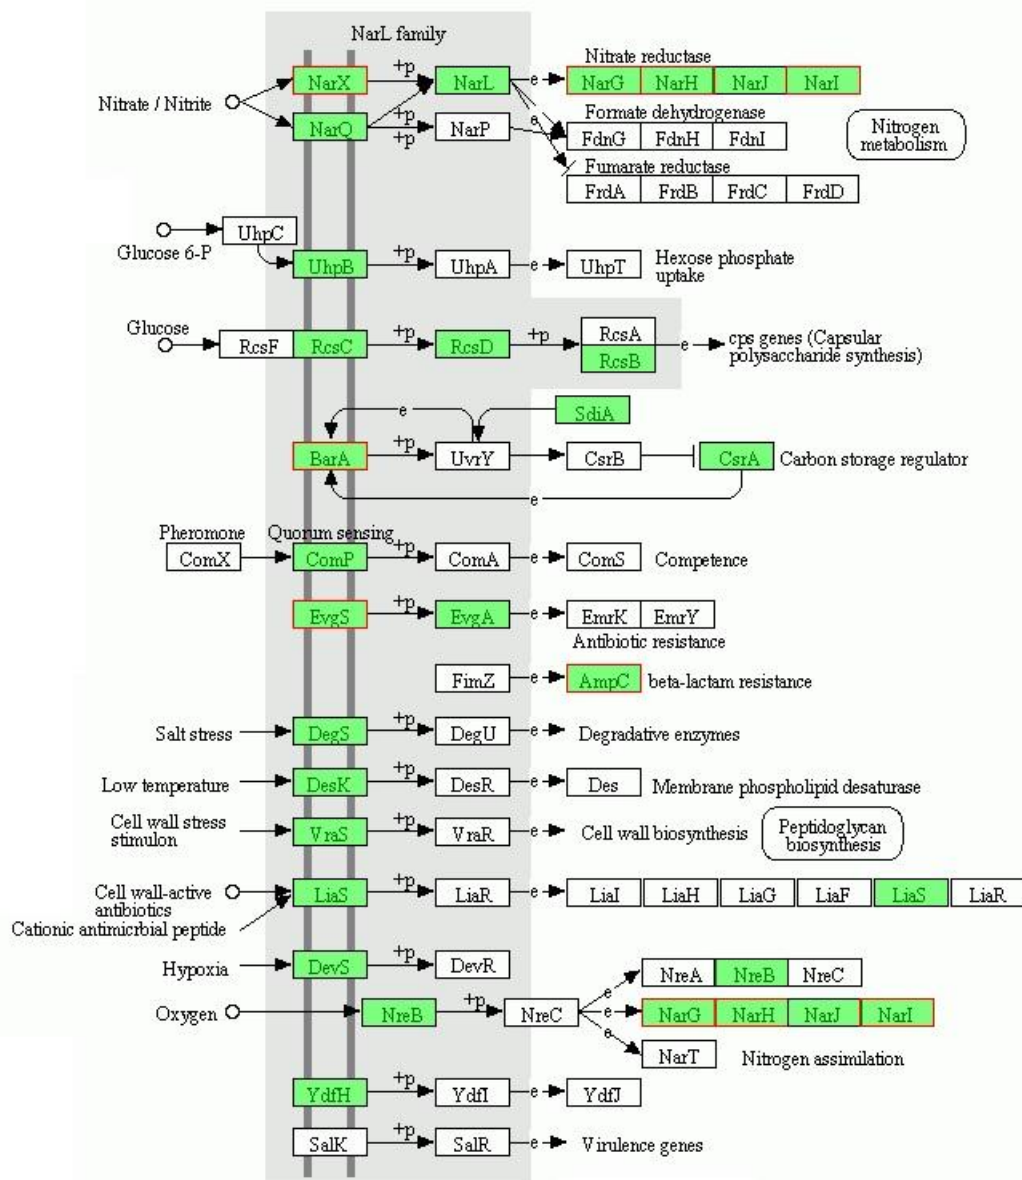 NarL family
Nitrate / Nitrite
NarX +p NarL e
Nitrate reductase
NarG NarH NarJ NarI
NarQ +p +p NarP e
Formate dehydrogenase
FdnG FdnH FdnI
Fumarate reductase
FrdA FrdB FrdC FrdD
Nitrogen
metabolism
Glucose 6-P
UhpC
UhpB +p UhpA e UhpT
Hexose phosphate
uptake
Glucose
RcsF RcsC +p RcsD +p RcsA
RcsB
e
cps genes (Capsular
polysaccharide synthesis)
e
SdiA
BarA +p UvrY CsrB CsrA Carbon storage regulator
e
Pheromone
Quorum sensing
ComX ComP +p ComA e ComS Competence
EvgS +p EvgA e EmrK EmrY
Antibiotic resistance
FimZ e AmpC beta-lactam resistance
Salt stress DegS +p DegU e Degradative enzymes
Low temperature DesK +p DesR e Des Membrane phospholipid desaturase
Cell wall stress
stimulon
VraS +p VraR e Cell wall biosynthesis
Peptidoglycan
biosynthesis
Cell wall-active
antibiotics
Cationic antimicrbial peptide
LiaS +p LiaR e LiaI LiaH LiaG LiaF LiaS LiaR
Hypoxia DevS +p DevR
Oxygen NreB +p NreC
e NreA NreB NreC
e NarG NarH NarJ NarI
e NarT Nitrogen assimilation
YdfH +p YdfI e YdfJ
SalK +p SalR e Virulence genes